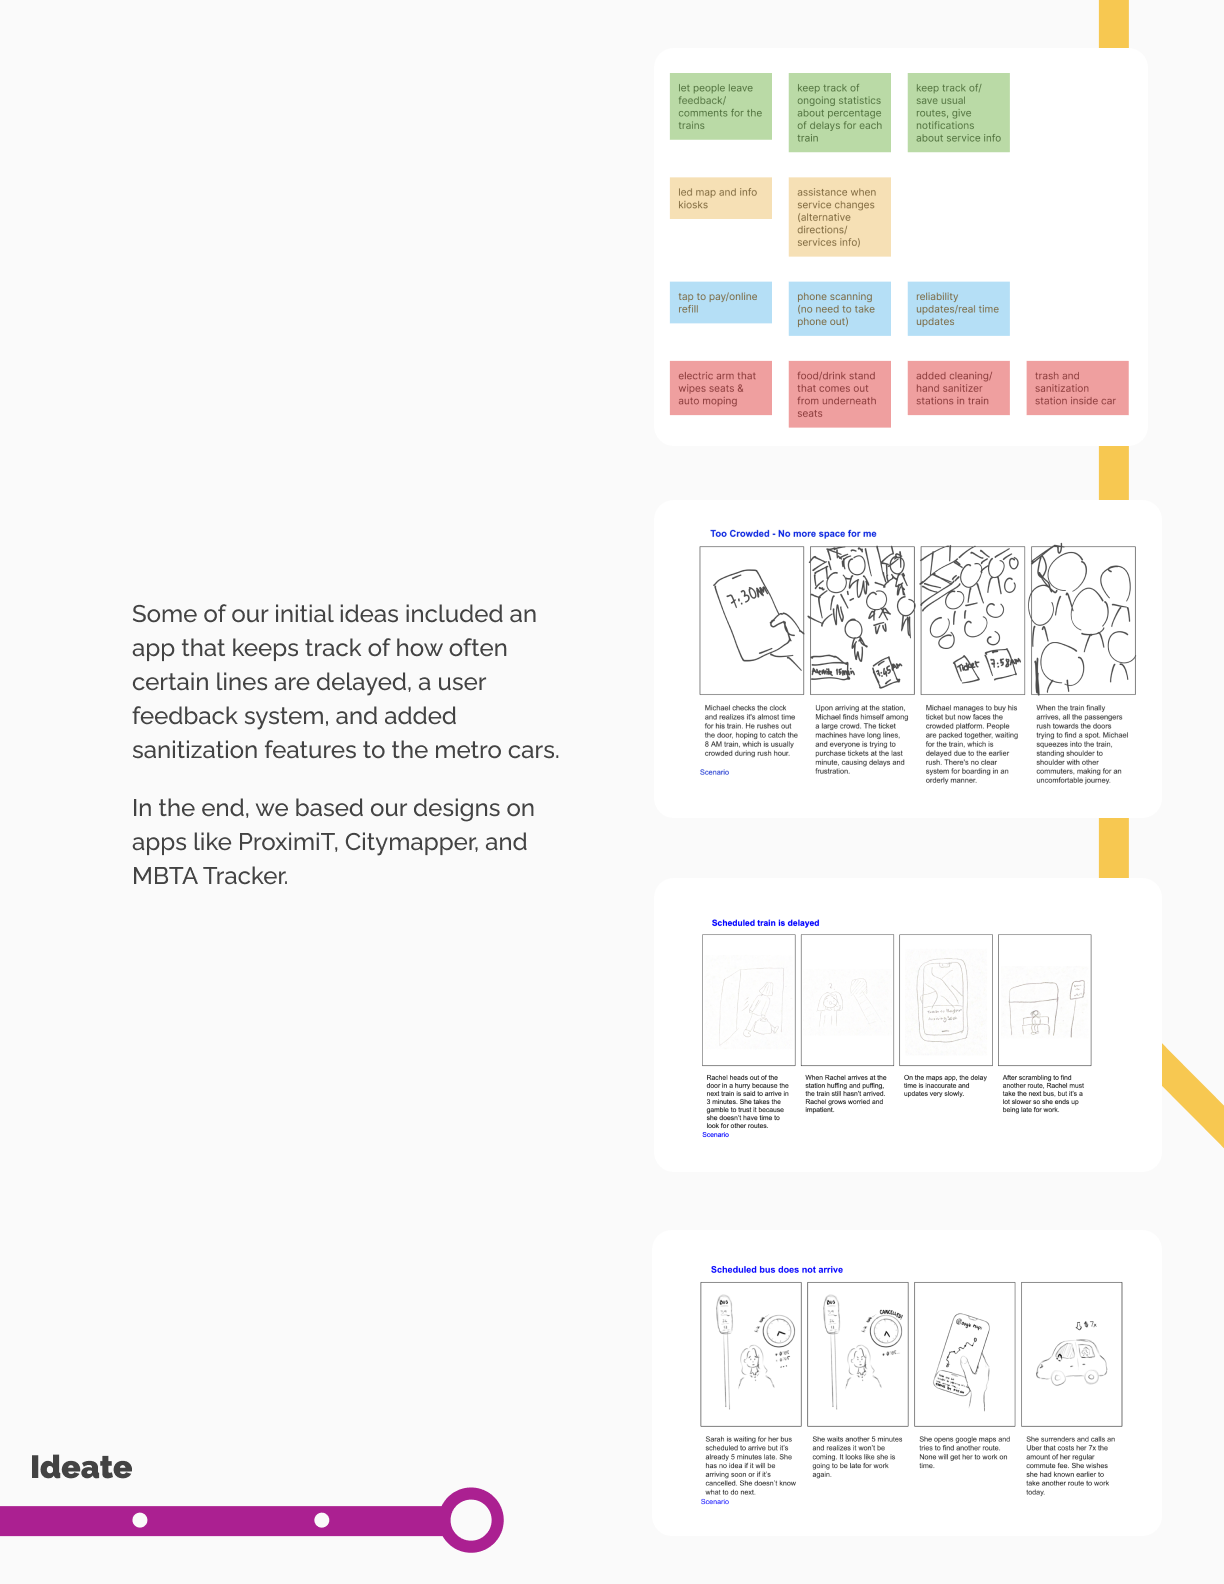 let people leave
feedback/
comments for the
trains
keep track of
ongoing statistics
about percentage
of delays for each
train
keep track of/
save usual
routes, give
notifications
about service info
led map and info
kiosks
assistance when
service changes
(alternative
directions/
services info)
tap to pay/online
refill
phone scanning
(no need to take
phone out)
reliability
updates/real time
updates
electric arm that
wipes seats &
auto moping
food/drink stand
that comes out
from underneath
seats
added cleaning/
hand sanitizer
stations in train
trash and
sanitization
station inside car
Some of our initial ideas included an
app that keeps track of how often
certain lines are delayed, a user
feedback system, and added
sanitization features to the metro cars.
In the end, we based our designs on
apps like ProximiT, Citymapper, and
MBTA Tracker.
Too Crowded - No more space for me
7:30AM
15min
7:45AM
Ticket
7:58AM
Michael checks the clock
and realizes it's almost time
for his train. He rushes out
the door, hoping to catch the
8 AM train, which is usually
crowded during rush hour.
Upon arriving at the station,
Michael finds himself among
a large crowd. The ticket
machines have long lines,
and everyone is trying to
purchase tickets at the last
minute, causing delays and
frustration.
Michael manages to buy his
ticket but now faces the
crowded platform. People
are packed together, waiting
for the train, which is
delayed due to the earlier
rush. There's no clear
system for boarding in an
orderly manner.
When the train finally
arrives, all the passengers
rush towards the doors
trying to find a spot. Michael
squeezes into the train,
standing shoulder to
shoulder with other
commuters, making for an
uncomfortable journey.
Scenario
Scheduled train is delayed
Rachel heads out of the
door in a hurry because the
next train is said to arrive in
3 minutes. She takes the
gamble to trust it because
she doesn't have time to
look for other routes.
When Rachel arrives at the
station huffing and puffing,
the train still hasn't arrived.
Rachel grows worried and
impatient.
On the maps app, the delay
time is inaccurate and
updates very slowly.
After scrambling to find
another route, Rachel must
take the next bus, but it's a
lot slower so she ends up
being late for work.
Scenario
Scheduled bus does not arrive
BUS
BUS
CANCELLED!
$ 7x
Sarah is waiting for her bus
scheduled to arrive but it's
already 5 minutes late. She
has no idea if it will be
arriving soon or if it's
cancelled. She doesn't know
what to do next.
She waits another 5 minutes
and realizes it won't be
coming. It looks like she is
going to be late for work
again.
She opens google maps and
tries to find another route.
None will get her to work on
time.
She surrenders and calls an
Uber that costs her 7x the
amount of her regular
commute fee. She wishes
she had known earlier to
take another route to work
today.
Scenario
Ideate